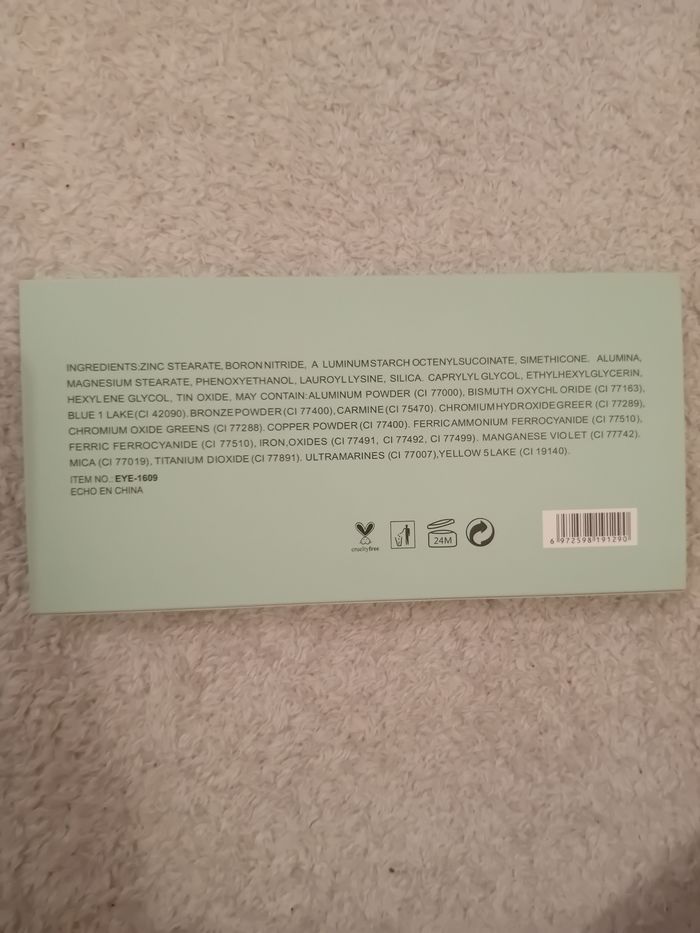 INGREDIENTS:ZINC STEARATE, BORON NITRIDE, A LUMINUMSTARCH OCTENYLSUCOINATE, SIMETHICONE. ALUMINA,
MAGNESIUM STEARATE, PHENOXYETHANOL, LAUROYL LYSINE, SILICA. CAPRYLYL GLYCOL, ETHYLHEXYLGLYCERIN,
HEXYL ENE GLYCOL, TIN OXIDE, MAY CONTAIN:ALUMINUM POWDER (CI 77000), BISMUTH OXYCHL ORIDE (CI 77163),
BLUE 1 LAKE(CI 42090). BRONZE POWDER (CI 77400), CARMINE (CI 75470). CHROMIUM HYDROXIDE GREER (CI 77289),
CHROMIUM OXIDE GREENS (CI 77288). COPPER POWDER (CI 77400). FERRIC AMMONIUM FERROCYANIDE (CI 77510),
FERRIC FERROCYANIDE (CI 77510), IRON,OXIDES (CI 77491, CI 77492, CI 77499). MANGANESE VIO LET (CI 77742).
MICA (CI 77019), TITANIUM DIOXIDE (CI 77891). ULTRAMARINES (CI 77007),YELLOW 5 LAKE (CI 19140).
ITEM NO.: EYE-1609
ECHO EN CHINA
crueltyfree
24M
6 972598 191290